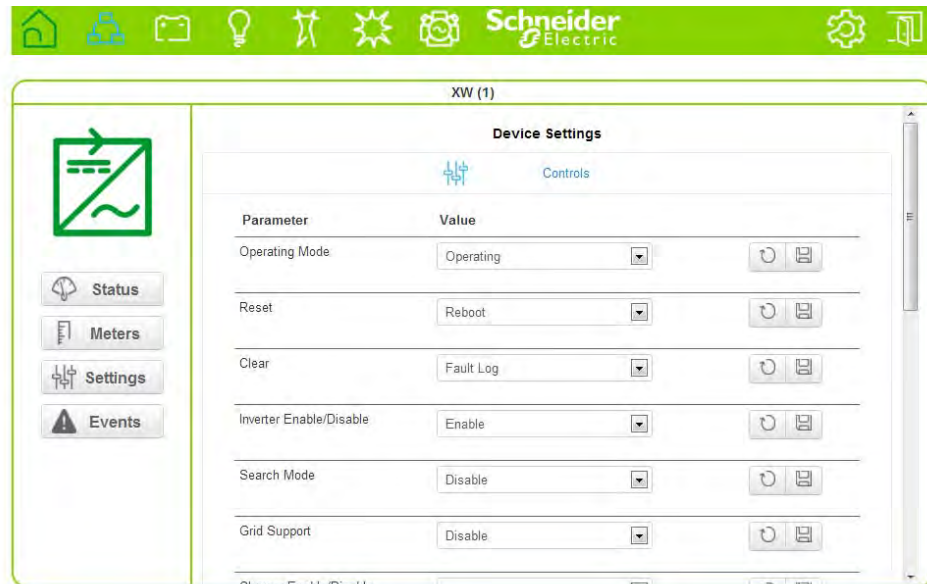 Schneider
Electric
XW (1)
Device Settings
Controls
Parameter Value
Operating Mode Operating
Reset Reboot
Clear Fault Log
Inverter Enable/Disable Enable
Search Mode Disable
Grid Support Disable
Status
Meters
Settings
Events